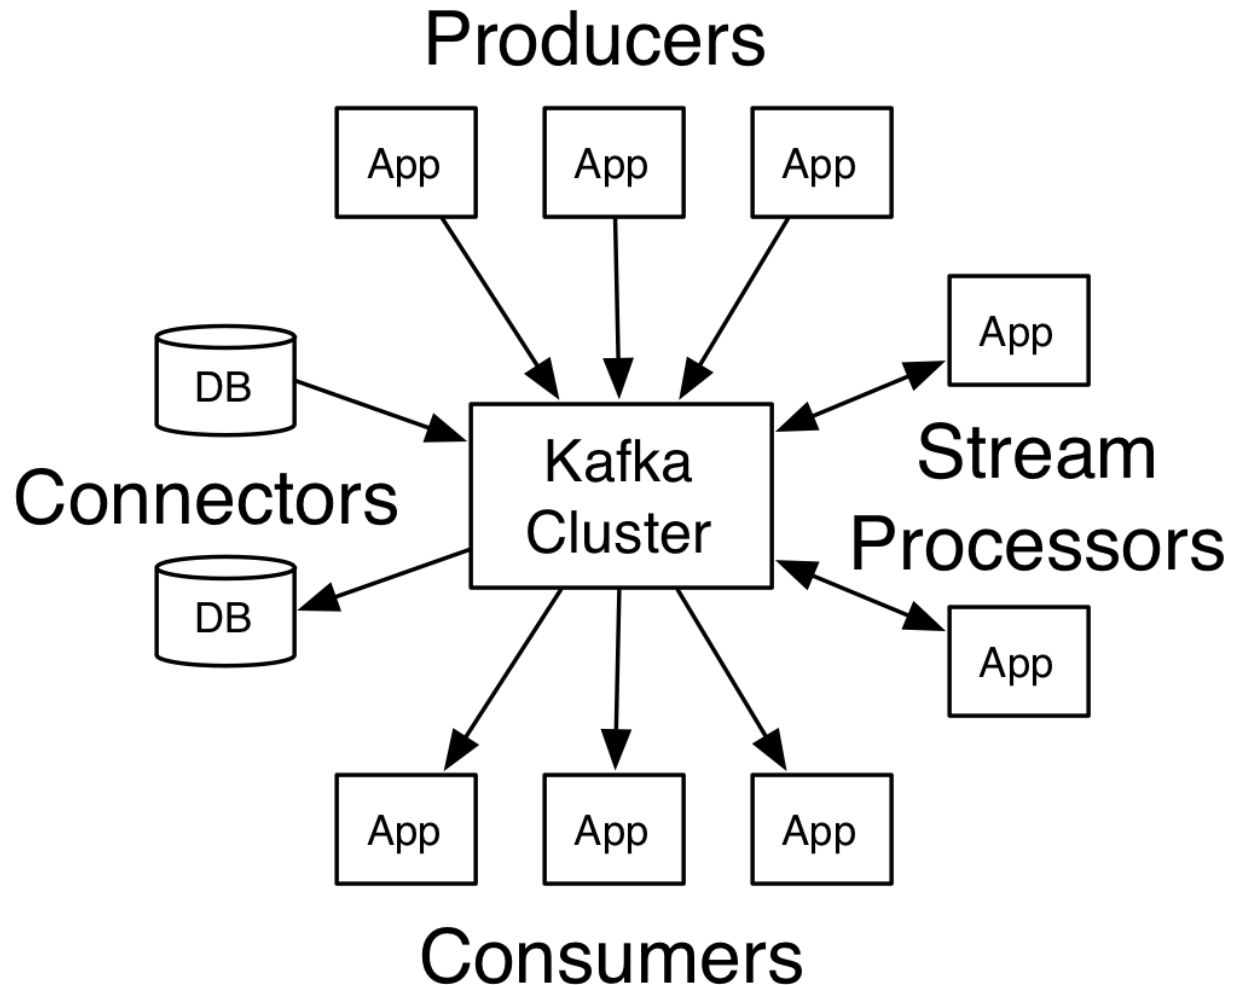 Producers
App
App
App
App
DB
Kafka
Cluster
Stream
Processors
Connectors
DB
App
App
App
App
Consumers